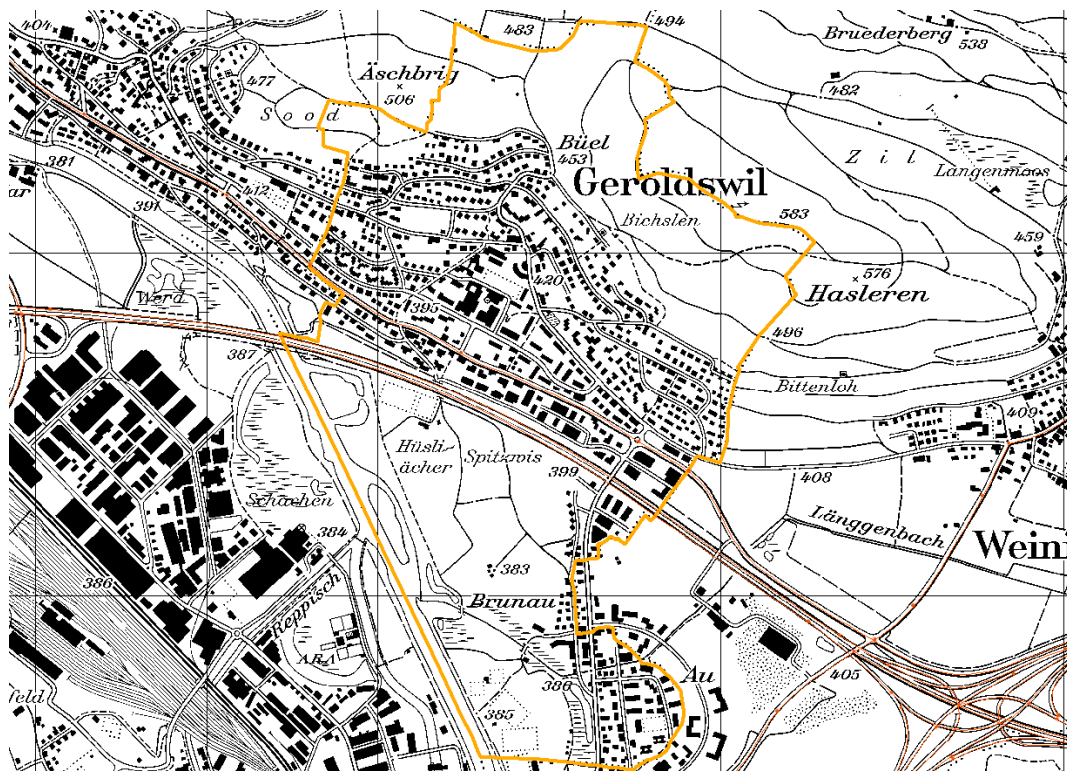 404
494
483
Bruederberg
538
Äschbrig
477
506
482
Sood
Büel
453
Zil
381
Längenmoos
Geroldswil
412
391
Bichslen
583
459
576
420
Hasleren
Werd
395
496
387
Bittenloh
409
Hüsli-
ächer
Spitzwis
399
408
Schachen
384
Länggenbach
Weini
383
386
Brunau
Reppisch
ARA
Au
386
405
feld
385